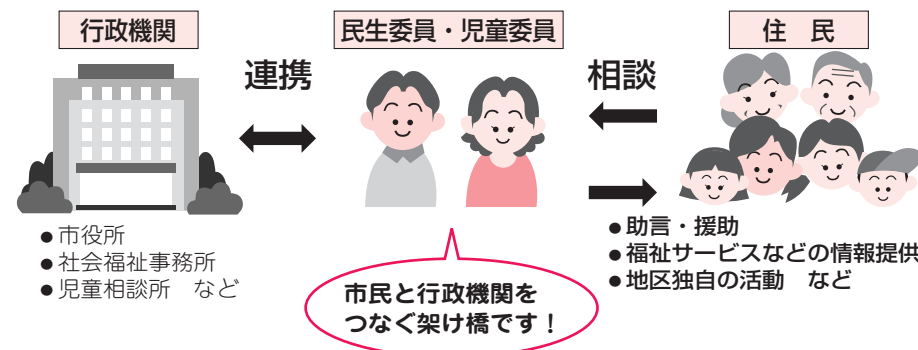 行政機関
民生委員・児童委員
住　民
連携
相談
●市役所
●社会福祉事務所
●児童相談所　など
●助言・援助
●福祉サービスなどの情報提供
●地区独自の活動　など
市民と行政機関を
つなぐ架け橋です！